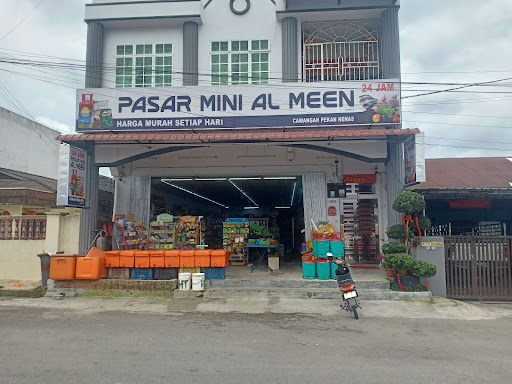 24 JAM
PASAR MINI AL MEEN
HARGA MURAH SETIAP HARI
CAWANGAN PEKAN NENAS